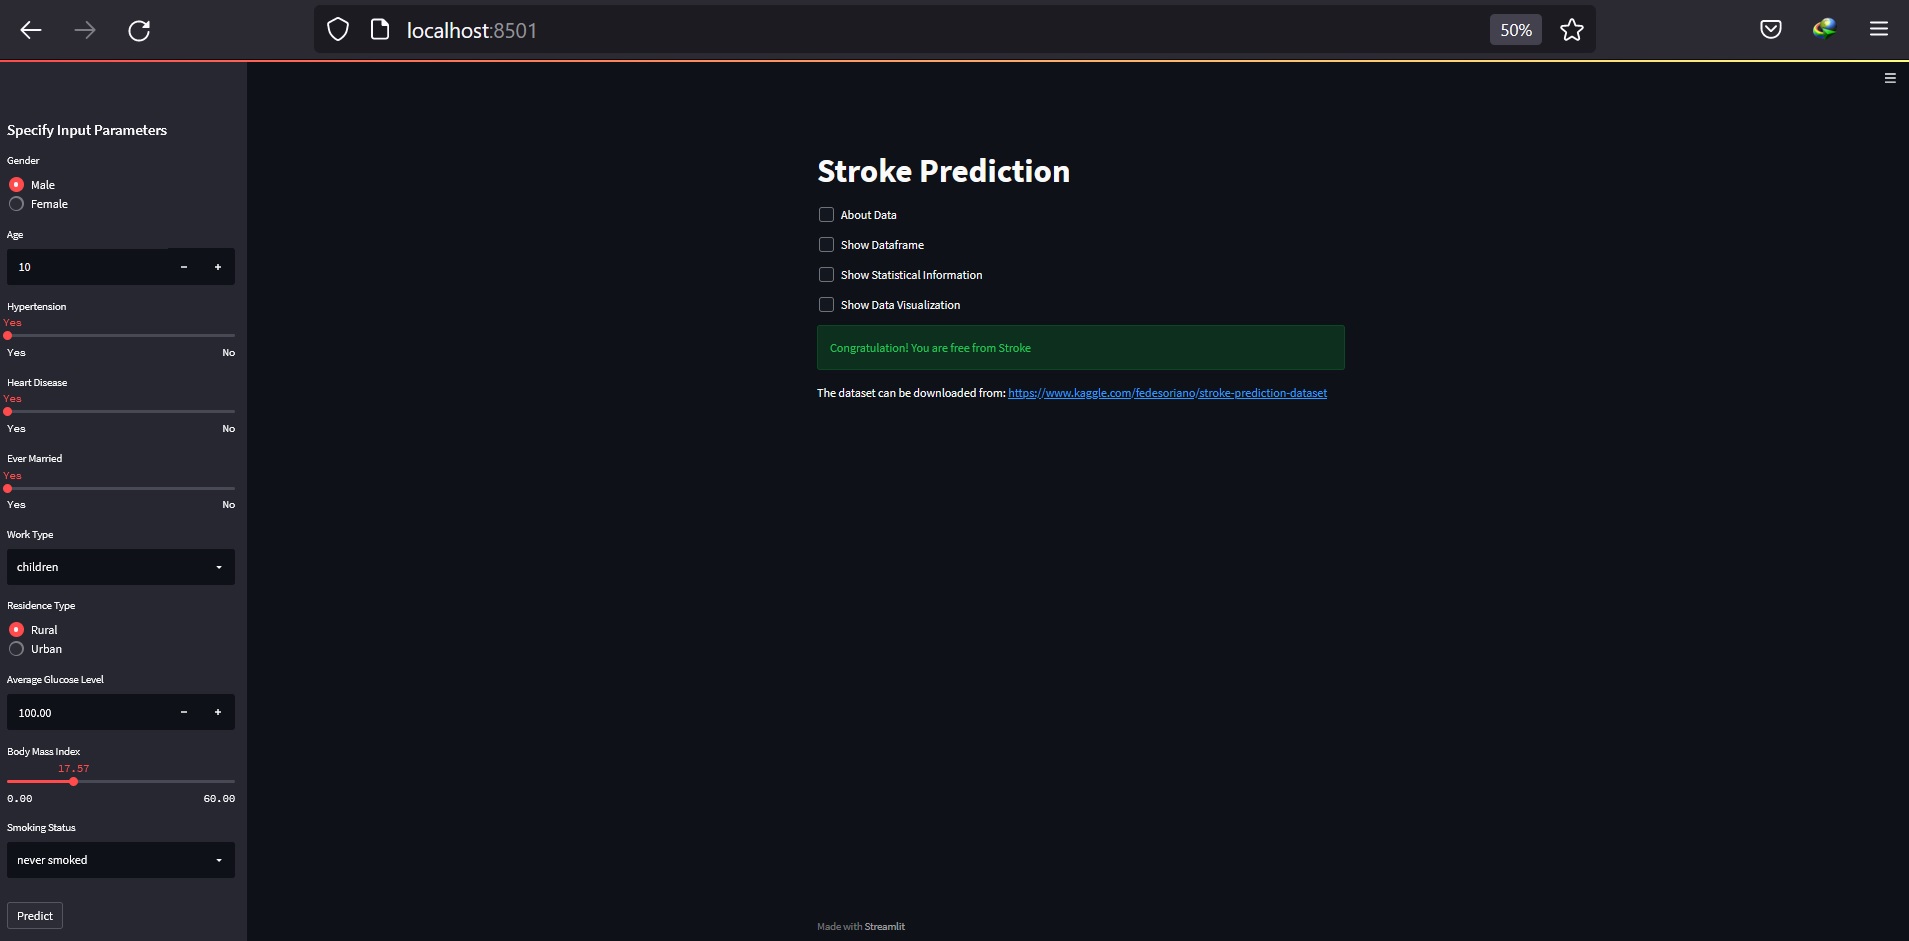 localhost:8501
50%
Specify Input Parameters
Gender
Male
Female
Age
10
Hypertension
Yes
Yes No
Heart Disease
Yes
Yes No
Ever Married
Yes
Yes No
Work Type
children
Residence Type
Rural
Urban
Average Glucose Level
100.00
Body Mass Index
17.57
0.00 60.00
Smoking Status
never smoked
Predict
Stroke Prediction
About Data
Show Dataframe
Show Statistical Information
Show Data Visualization
Congratulation! You are free from Stroke
The dataset can be downloaded from: https://www.kaggle.com/fedesoriano/stroke-prediction-dataset
Made with Streamlit